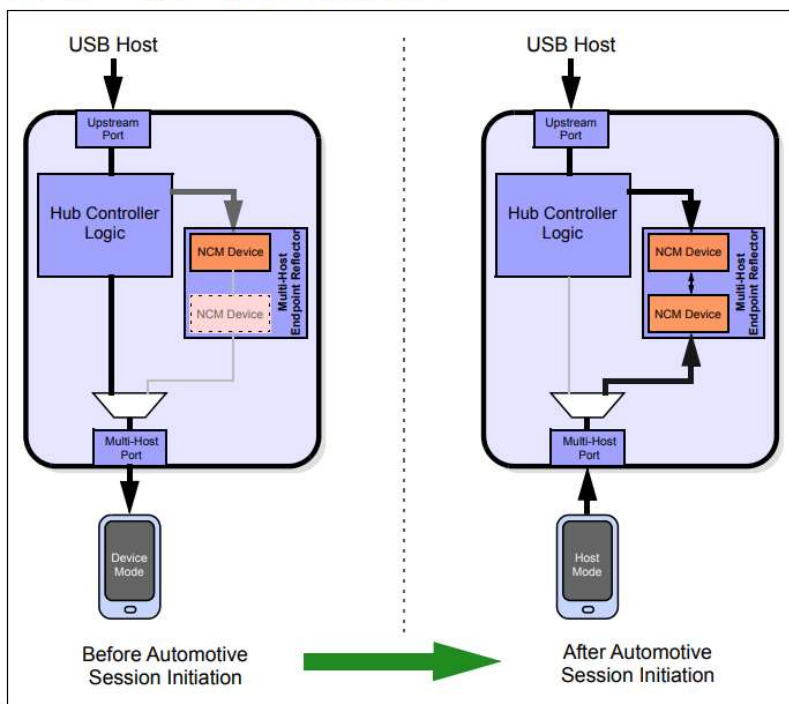 USB Host
Upstream
Port
Hub Controller
Logic
NCM Device
NCM Device
Multi-Host
Endpoint Reflector
Multi-Host
Port
Device
Mode
Before Automotive
Session Initiation
USB Host
Upstream
Port
Hub Controller
Logic
NCM Device
NCM Device
Multi-Host
Endpoint Reflector
Multi-Host
Port
Host
Mode
After Automotive
Session Initiation